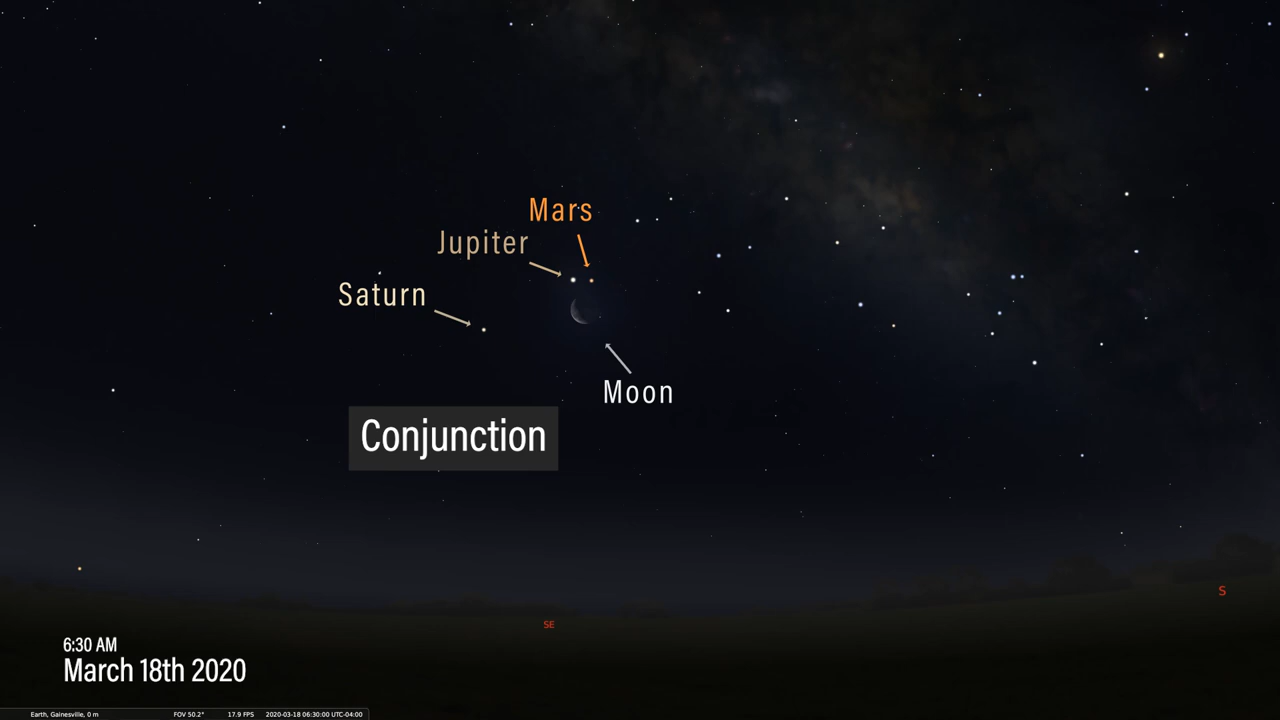 Mars
Jupiter
Saturn
Moon
Conjunction
S
SE
6:30 AM
March 18th 2020
Earth, Gainesville, 0 m FOV 50.2° 17.9 FPS 2020-03-18 06:30:00 UTC-04:00